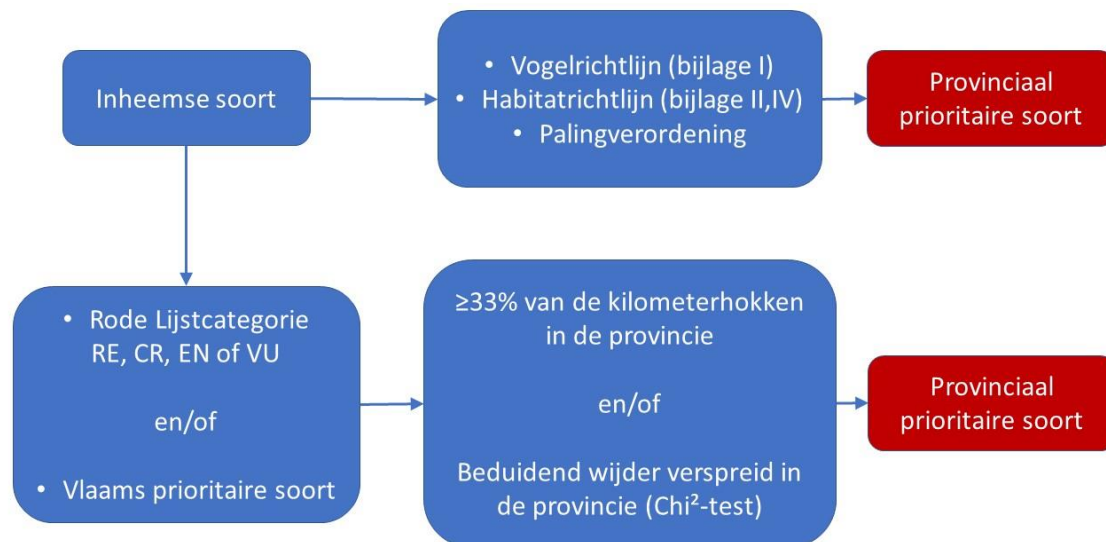 Inheemse soort
• Vogelrichtlijn (bijlage I)
• Habitatrichtlijn (bijlage II,IV)
• Palingverordening
Provinciaal
prioritaire soort
• Rode Lijstcategorie
RE, CR, EN of VU
en/of
• Vlaams prioritaire soort
≥33% van de kilometerhokken
in de provincie
en/of
Beduidend wijder verspreid in
de provincie (Chi²-test)
Provinciaal
prioritaire soort